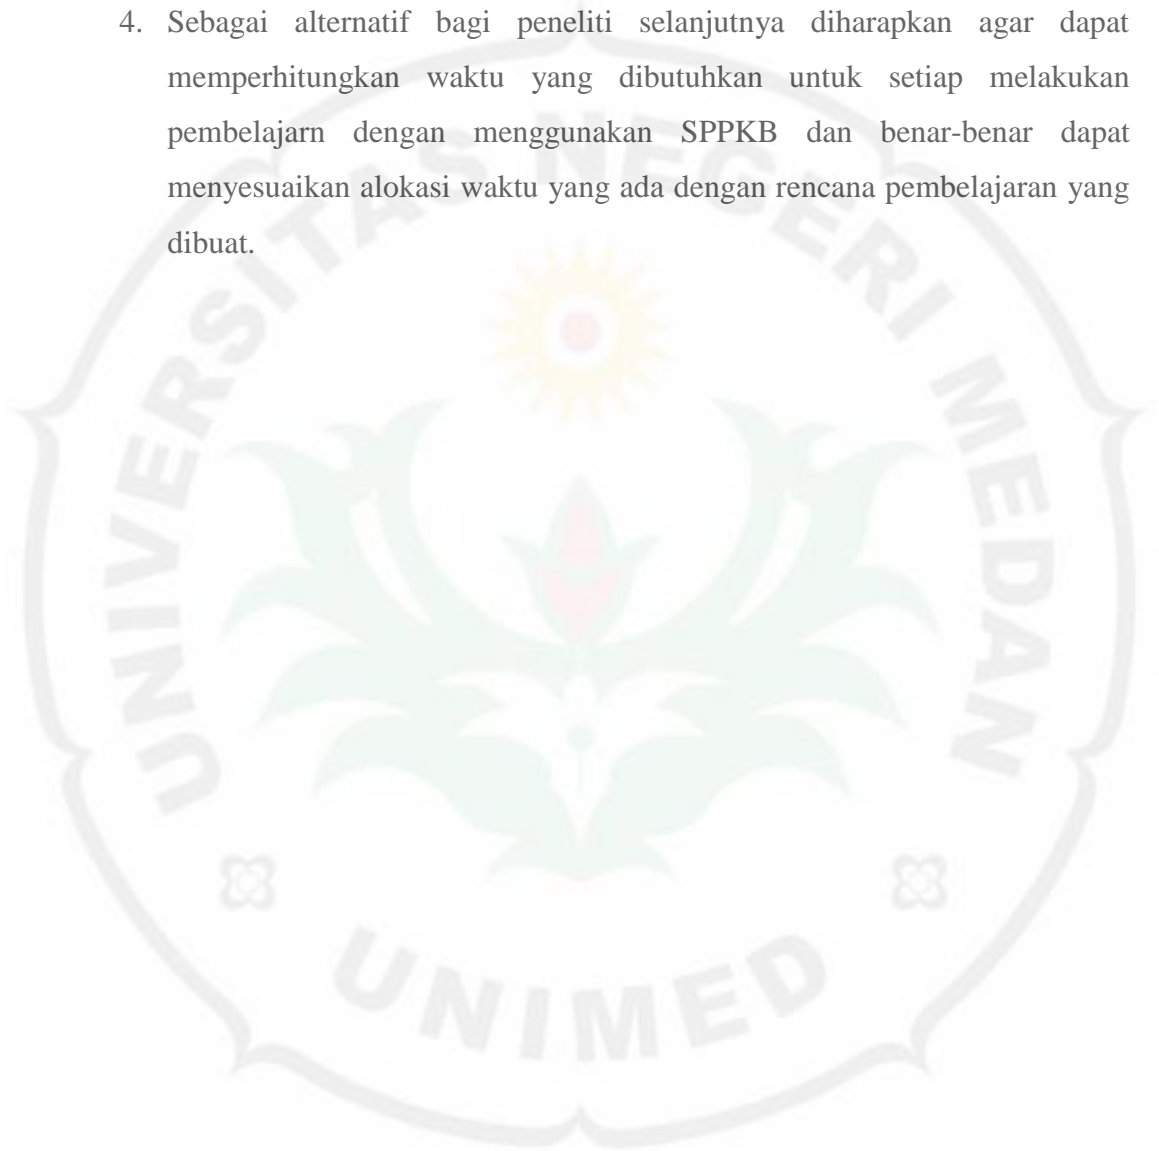 4. Sebagai alternatif bagi peneliti selanjutnya diharapkan agar dapat
memperhitungkan waktu yang dibutuhkan untuk setiap melakukan
pembelajarn dengan menggunakan SPPKB dan benar-benar dapat
menyesuaikan alokasi waktu yang ada dengan rencana pembelajaran yang
dibuat.
UNIVERSITAS NEGERI MEDAN
UNIMED